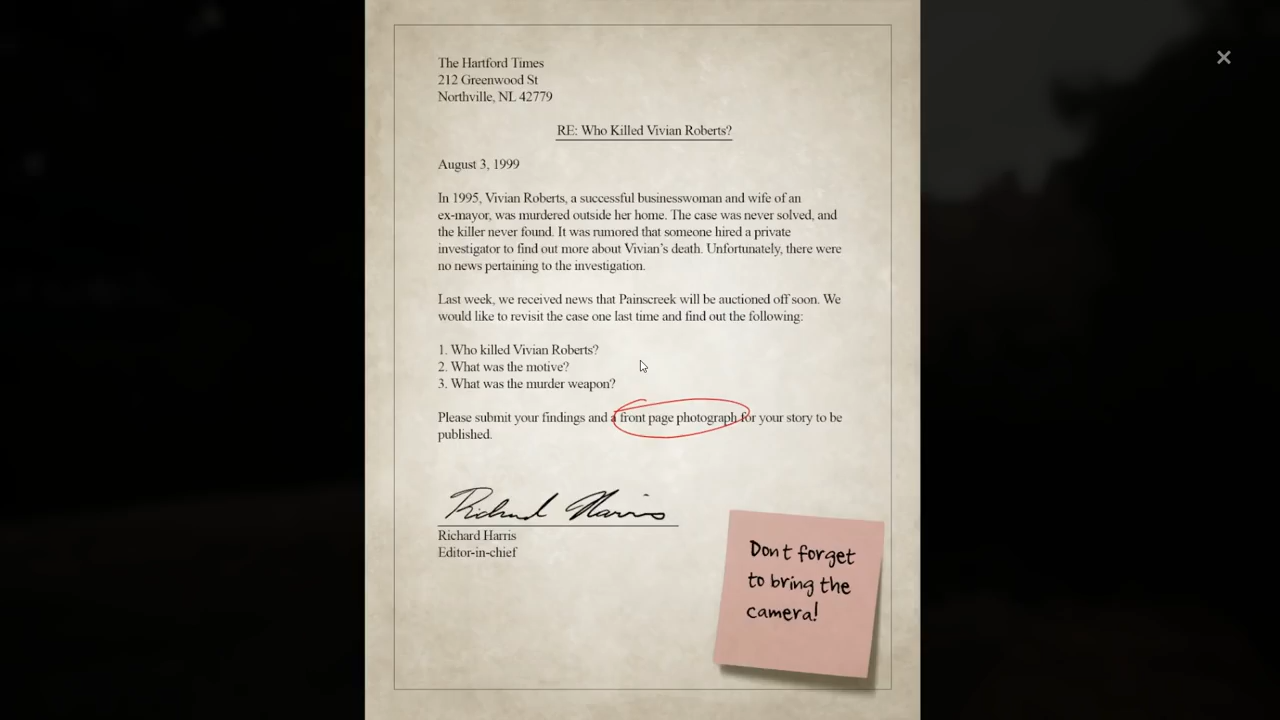 The Hartford Times
212 Greenwood St
Northville, NL 42779
RE: Who Killed Vivian Roberts?
August 3, 1999
In 1995, Vivian Roberts, a successful businesswoman and wife of an
ex-mayor, was murdered outside her home. The case was never solved, and
the killer never found. It was rumored that someone hired a private
investigator to find out more about Vivian’s death. Unfortunately, there were
no news pertaining to the investigation.
Last week, we received news that Painscreek will be auctioned off soon. We
would like to revisit the case one last time and find out the following:
1. Who killed Vivian Roberts?
2. What was the motive?
3. What was the murder weapon?
Please submit your findings and a front page photograph for your story to be
published.
Richard Harris
Richard Harris
Editor-in-chief
Don't forget
to bring the
camera!